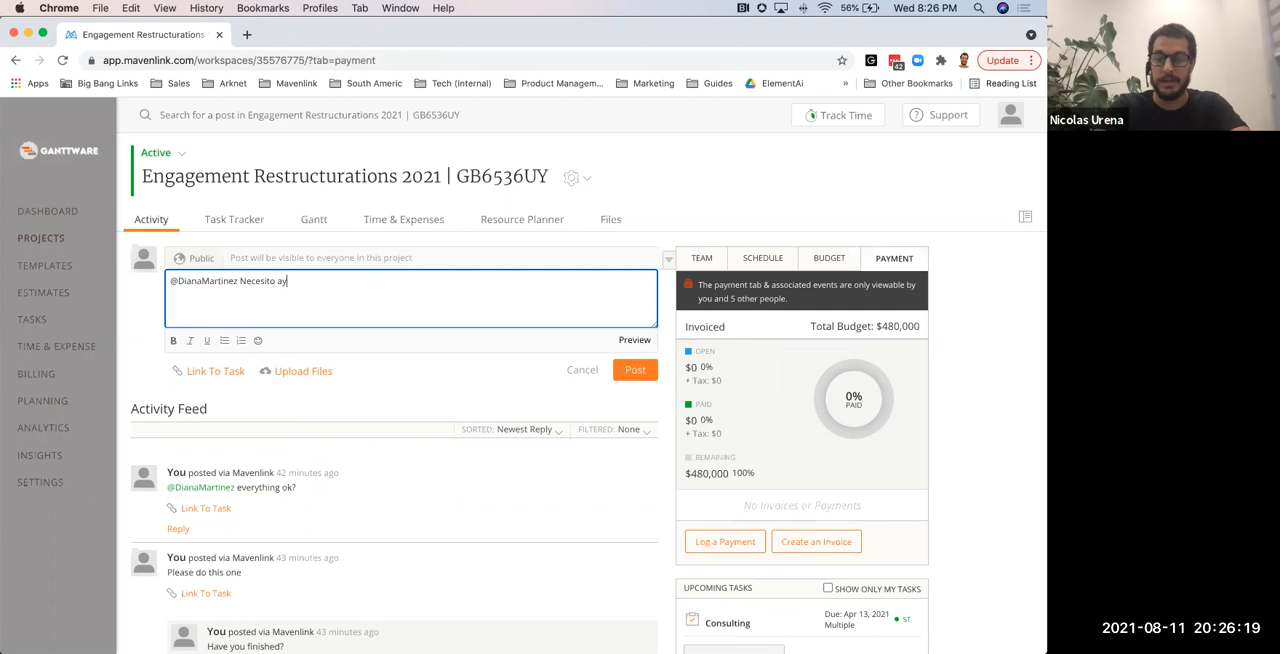 Chrome File Edit View History Bookmarks Profiles Tab Window Help 56% Wed 8:26 PM
Engagement Restructurations
app.mavenlink.com/workspaces/35576775/?tab=payment 42 Update
Apps Big Bang Links Sales Arknet Mavenlink South Americ Tech (Internal) Product Managem... Marketing Guides ElementAi » Other Bookmarks Reading List
Nicolas Urena
Search for a post in Engagement Restructurations 2021 | GB6536UY Track Time Support
GANTTWARE
Active
Engagement Restructurations 2021 | GB6536UY
DASHBOARD
PROJECTS
TEMPLATES
ESTIMATES
TASKS
TIME & EXPENSE
BILLING
PLANNING
ANALYTICS
INSIGHTS
SETTINGS
Activity Task Tracker Gantt Time & Expenses Resource Planner Files
Public Post will be visible to everyone in this project
@DianaMartinez Necesito ay
B I U Preview
Link To Task Upload Files Cancel Post
Activity Feed
SORTED: Newest Reply FILTERED: None
You posted via Mavenlink 42 minutes ago
@DianaMartinez everything ok?
Link To Task
Reply
You posted via Mavenlink 43 minutes ago
Please do this one
Link To Task
You posted via Mavenlink 43 minutes ago
Have you finished?
TEAM SCHEDULE BUDGET PAYMENT
The payment tab & associated events are only viewable by
you and 5 other people.
Invoiced Total Budget: $480,000
OPEN
$0 0%
+ Tax: $0
PAID
$0 0%
+ Tax: $0
REMAINING
$480,000 100%
0%
PAID
No Invoices or Payments
Log a Payment Create an Invoice
UPCOMING TASKS SHOW ONLY MY TASKS
Consulting
Due: Apr 13, 2021
Multiple
ST
2021-08-11 20:26:19